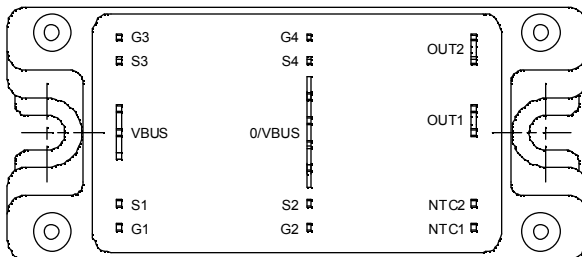 G3 G4 OUT2
S3 S4
VBUS 0/VBUS OUT1
S1 S2 NTC2
G1 G2 NTC1